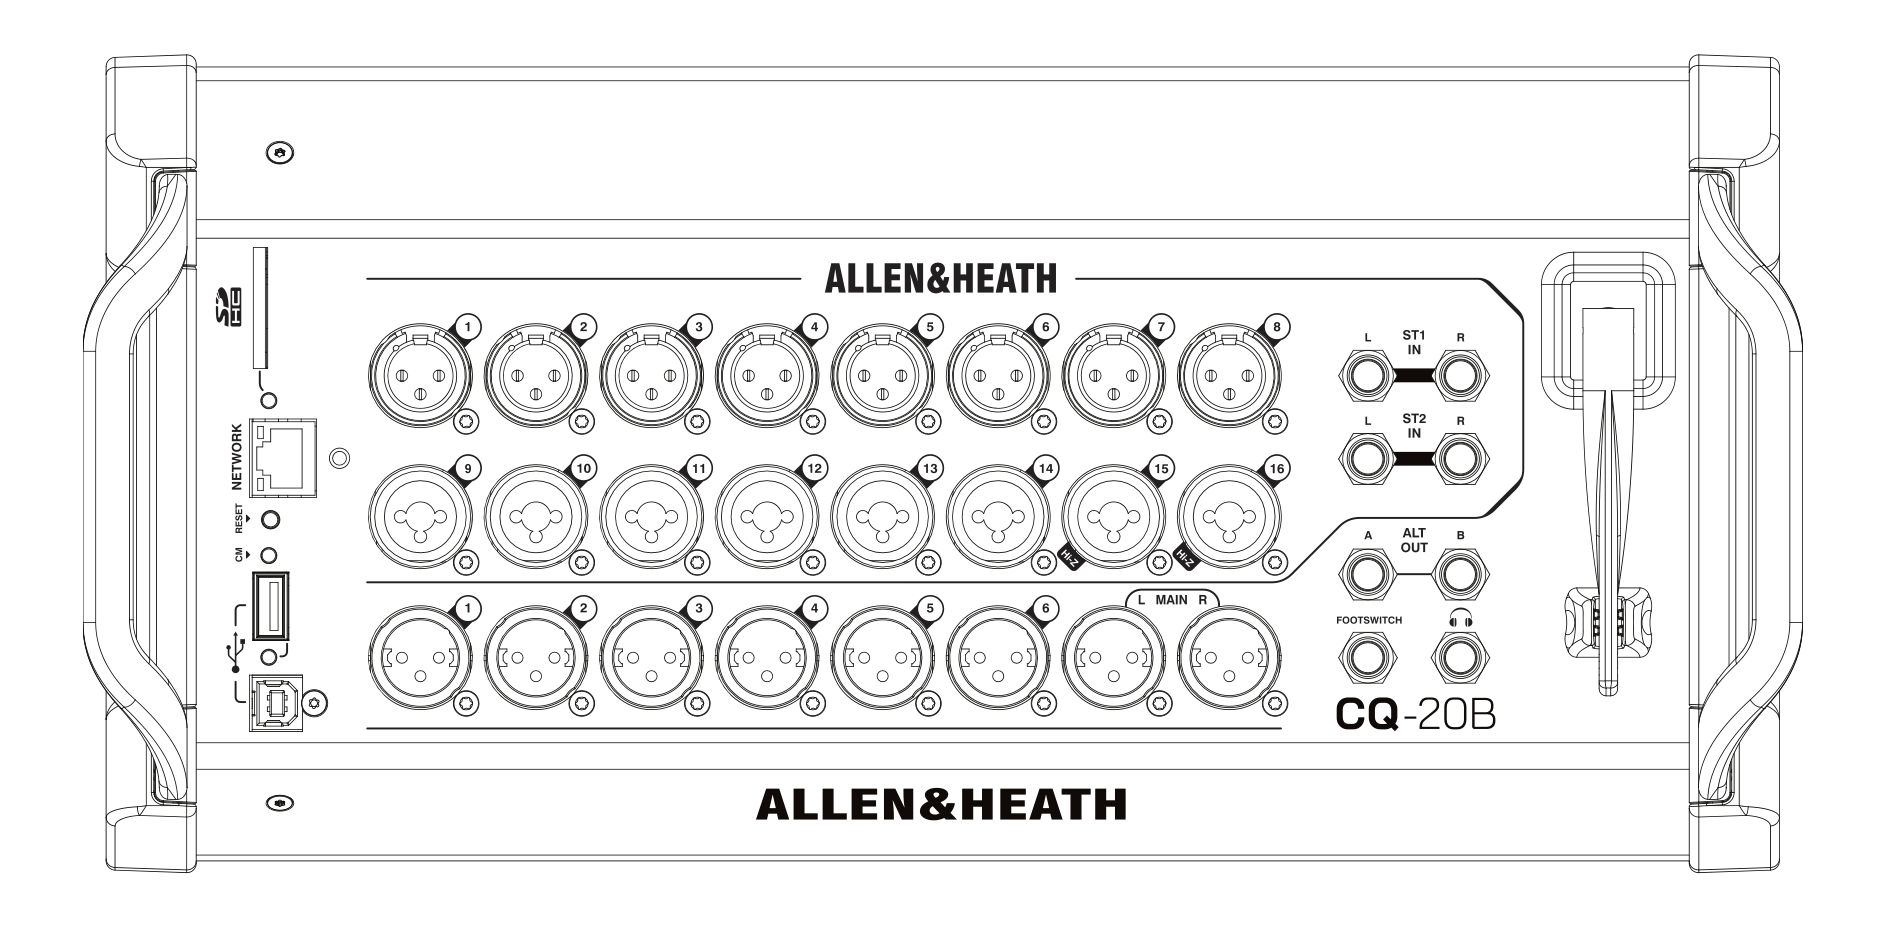 ALLEN&HEATH
SD
HC
1 2 3 4 5 6 7 8
L ST1 IN R
L ST2 IN R
NETWORK
9 10 11 12 13 14 15 16
RESET
CM
HI-Z HI-Z
A ALT OUT B
1 2 3 4 5 6
L MAIN R
FOOTSWITCH
CQ-20B
ALLEN&HEATH